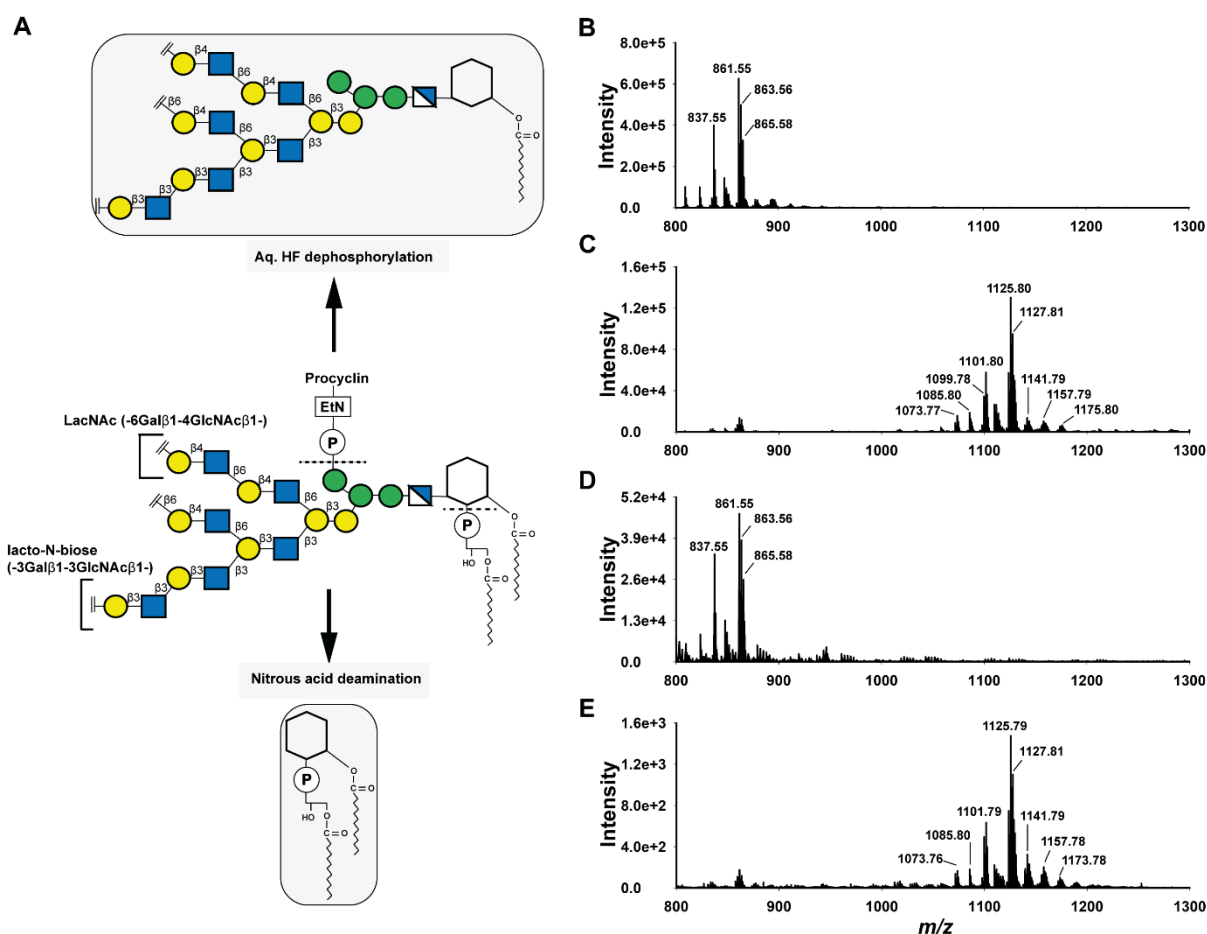 A
β4
β6
β4
β6
β4
β6
β3
β6
β3
β3
β3
β3
β3
β3
O
C=O
Aq. HF dephosphorylation
Procyclin
EtN
P
LacNAc (-6Galβ1-4GlcNAcβ1-)
β4
β6
β4
β6
β4
β6
β3
β6
β3
β3
β3
β3
β3
β3
P
HO
O
C=O
O
C=O
lacto-N-biose
(-3Galβ1-3GlcNAcβ1-)
Nitrous acid deamination
P
HO
O
C=O
O
C=O
B
Intensity
8.0e+5
6.0e+5
4.0e+5
2.0e+5
0.0
861.55
863.56
837.55
865.58
800 900 1000 1100 1200 1300
C
Intensity
1.6e+5
1.2e+5
8.0e+4
4.0e+4
0.0
1125.80
1127.81
1101.80
1099.78
1141.79
1085.80
1157.79
1073.77
1175.80
800 900 1000 1100 1200 1300
D
Intensity
5.2e+4
3.9e+4
2.6e+4
1.3e+4
0.0
861.55
863.56
837.55
865.58
800 900 1000 1100 1200 1300
E
Intensity
1.6e+3
1.2e+3
8.0e+2
4.0e+2
0.0
1125.79
1127.81
1101.79
1141.79
1085.80
1157.78
1073.76
1173.78
800 900 1000 1100 1200 1300
m/z